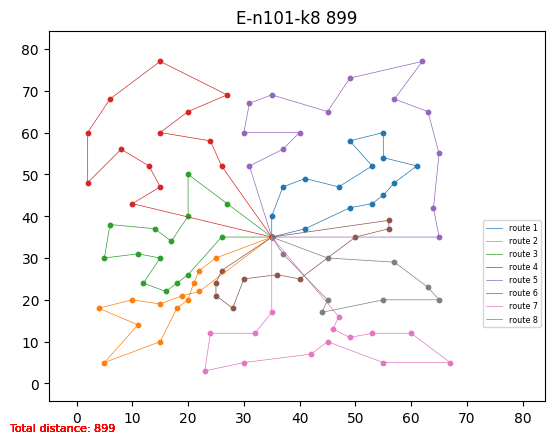 E-n101-k8 899
80
70
60
50
40
30
20
10
0
route 1
route 2
route 3
route 4
route 5
route 6
route 7
route 8
0 10 20 30 40 50 60 70 80
Total distance: 899